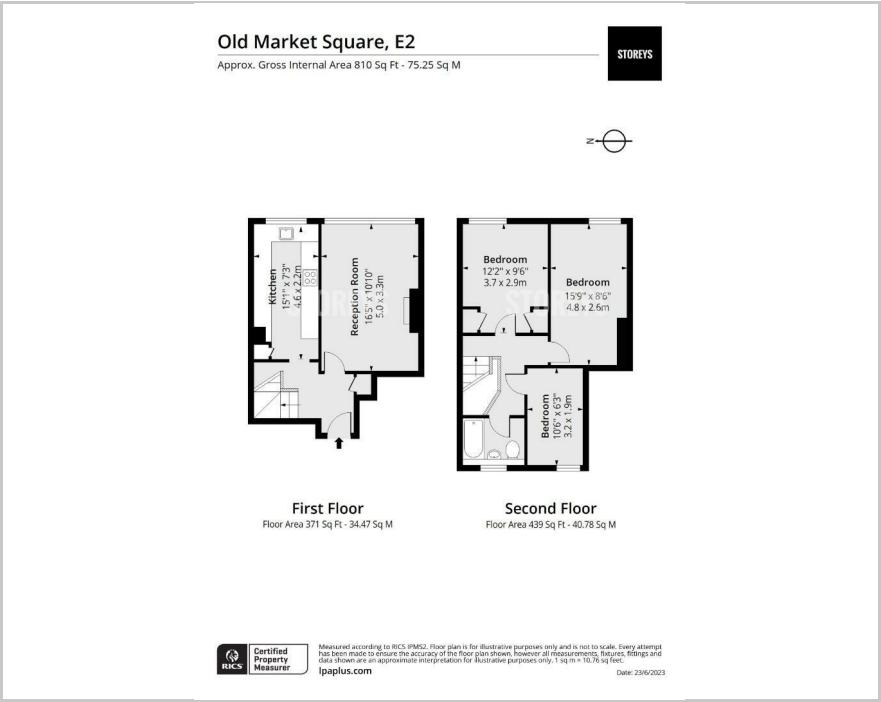 Old Market Square, E2
Approx. Gross Internal Area 810 Sq Ft - 75.25 Sq M
STOREYS
N
Kitchen
15'1" x 7'3"
4.6 x 2.2m
Reception Room
16'5" x 10'10"
5.0 x 3.3m
Bedroom
12'2" x 9'6"
3.7 x 2.9m
Bedroom
15'9" x 8'6"
4.8 x 2.6m
Bedroom
10'6" x 6'3"
3.2 x 1.9m
STOREYS
STOREYS
First Floor
Floor Area 371 Sq Ft - 34.47 Sq M
Second Floor
Floor Area 439 Sq Ft - 40.78 Sq M
RICS
Certified
Property
Measurer
Measured according to RICS IPMS2. Floor plan is for illustrative purposes only and is not to scale. Every attempt
has been made to ensure the accuracy of the floor plan shown, however all measurements, fixtures, fittings and
data shown are an approximate interpretation for illustrative purposes only. 1 sq m = 10.76 sq feet.
lpaplus.com
Date: 23/6/2023